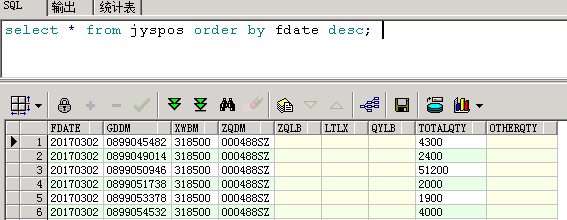 SQL 输出 统计表
select * from jyspos order by fdate desc;
FDATE GDDM XWBM ZQDM ZQLB LTLX QYLB TOTALQTY OTHERQTY
1 20170302 0899045482 318500 000488SZ 4300
2 20170302 0899049014 318500 000488SZ 2400
3 20170302 0899050946 318500 000488SZ 51200
4 20170302 0899051738 318500 000488SZ 2000
5 20170302 0899053378 318500 000488SZ 1900
6 20170302 0899054532 318500 000488SZ 4000